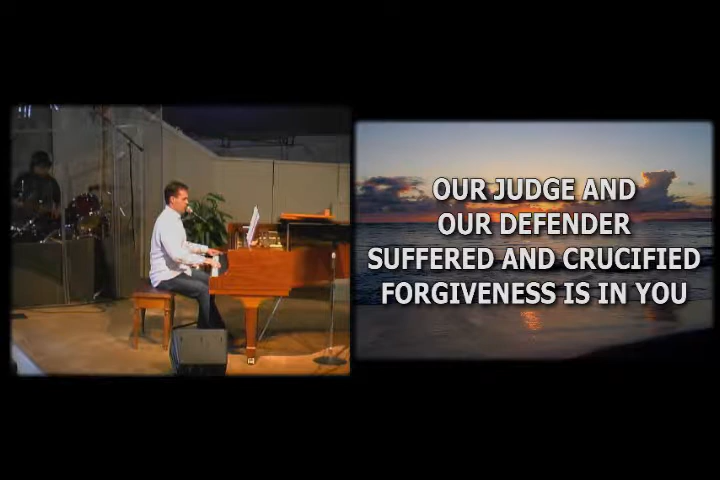 OUR JUDGE AND
OUR DEFENDER
SUFFERED AND CRUCIFIED
FORGIVENESS IS IN YOU